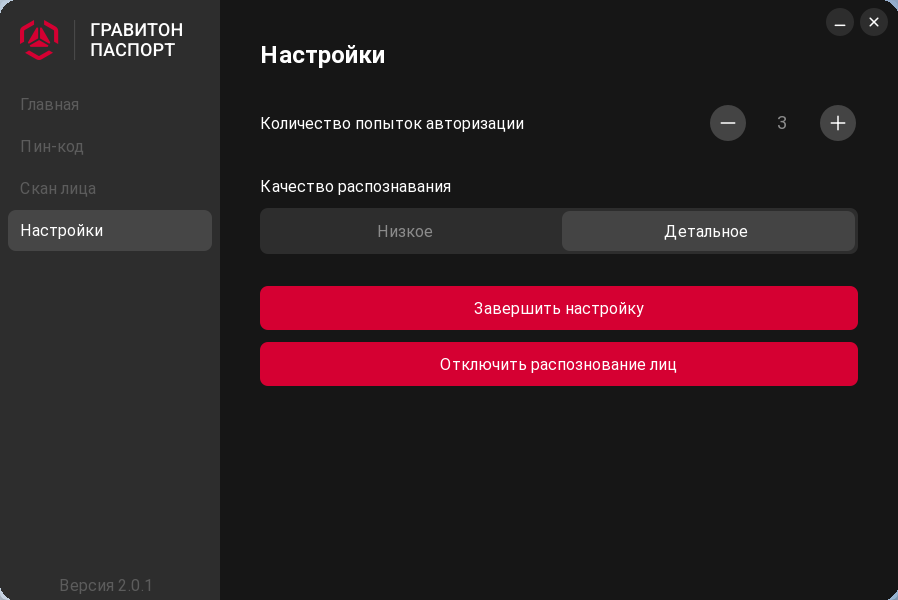 ГРАВИТОН
ПАСПОРТ
Главная
Пин-код
Скан лица
Настройки
Версия 2.0.1
Настройки
Количество попыток авторизации
3
Качество распознавания
Низкое
Детальное
Завершить настройку
Отключить распознование лиц